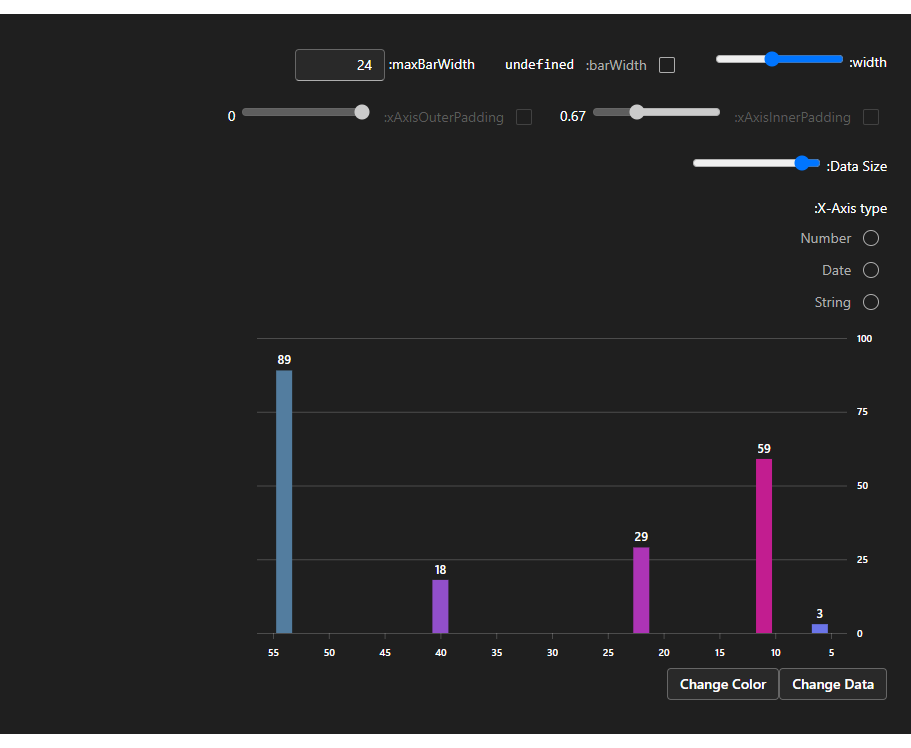 width:
barWidth: undefined
maxBarWidth: 24
xAxisInnerPadding: 0.67
xAxisOuterPadding: 0
Data Size:
X-Axis type:
Number
Date
String
100
89
75
59
50
29
25
18
3
0
55 50 45 40 35 30 25 20 15 10 5
Change Color Change Data